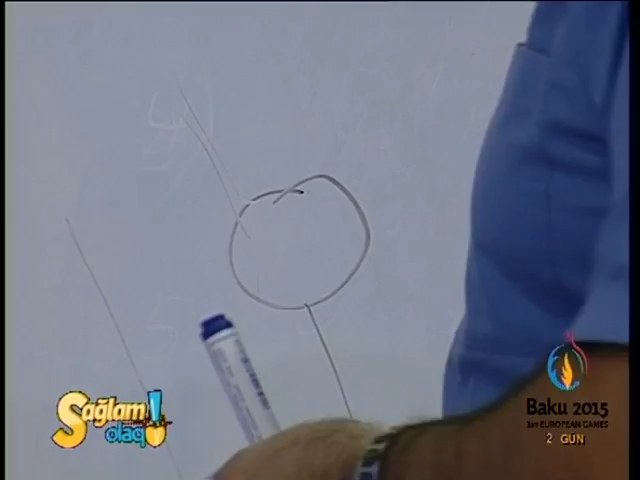 Sağlam
olaq!
Baku 2015
1ST EUROPEAN GAMES
2 GÜN